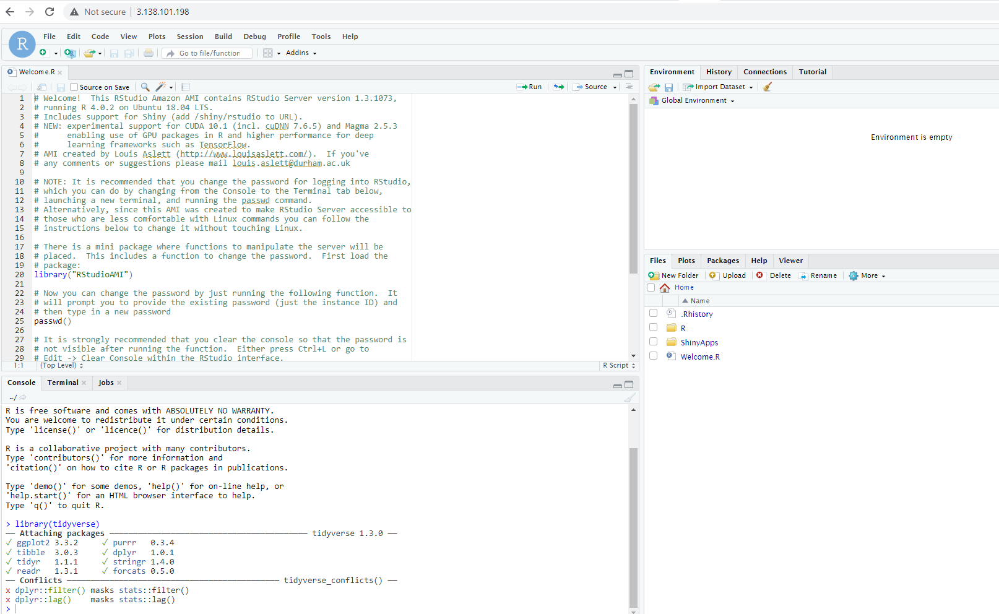 Not secure | 3.138.101.198
R
File Edit Code View Plots Session Build Debug Profile Tools Help
Go to file/function Addins
Welcome.R
Source on Save Run Source
1 # Welcome!  This RStudio Amazon AMI contains RStudio Server version 1.3.1073,
2 # running R 4.0.2 on Ubuntu 18.04 LTS.
3 # Includes support for Shiny (add /shiny/rstudio to URL).
4 # NEW: experimental support for CUDA 10.1 (incl. cuDNN 7.6.5) and Magma 2.5.3
5 #      enabling use of GPU packages in R and higher performance for deep
6 #      learning frameworks such as TensorFlow.
7 # AMI created by Louis Aslett (http://www.louisaslett.com/).  If you've
8 # any comments or suggestions please mail louis.aslett@durham.ac.uk
9
10 # NOTE: It is recommended that you change the password for logging into RStudio,
11 # which you can do by changing from the Console to the Terminal tab below,
12 # launching a new terminal, and running the passwd command.
13 # Alternatively, since this AMI was created to make RStudio Server accessible to
14 # those who are less comfortable with Linux commands you can follow the
15 # instructions below to change it without touching Linux.
16
17 # There is a mini package where functions to manipulate the server will be
18 # placed.  This includes a function to change the password.  First load the
19 # package:
20 library("RStudioAMI")
21
22 # Now you can change the password by just running the following function.  It
23 # will prompt you to provide the existing password (just the instance ID) and
24 # then type in a new password
25 passwd()
26
27 # It is strongly recommended that you clear the console so that the password is
28 # not visible after running the function.  Either press Ctrl+L or go to
29 # Edit -> Clear Console within the RStudio interface.
1:1 (Top Level) R Script
Console Terminal Jobs
~/
R is free software and comes with ABSOLUTELY NO WARRANTY.
You are welcome to redistribute it under certain conditions.
Type 'license()' or 'licence()' for distribution details.
R is a collaborative project with many contributors.
Type 'contributors()' for more information and
'citation()' on how to cite R or R packages in publications.
Type 'demo()' for some demos, 'help()' for on-line help, or
'help.start()' for an HTML browser interface to help.
Type 'q()' to quit R.
> library(tidyverse)
── Attaching packages ────────────────────── tidyverse 1.3.0 ──
✓ ggplot2 3.3.2     ✓ purrr   0.3.4
✓ tibble  3.0.3     ✓ dplyr   1.0.1
✓ tidyr   1.1.1     ✓ stringr 1.4.0
✓ readr   1.3.1     ✓ forcats 0.5.0
── Conflicts ────────────────────── tidyverse_conflicts() ──
x dplyr::filter() masks stats::filter()
x dplyr::lag()    masks stats::lag()
>
Environment History Connections Tutorial
Import Dataset
Global Environment
Environment is empty
Files Plots Packages Help Viewer
New Folder Upload Delete Rename More
Home
Name
.Rhistory
R
ShinyApps
Welcome.R